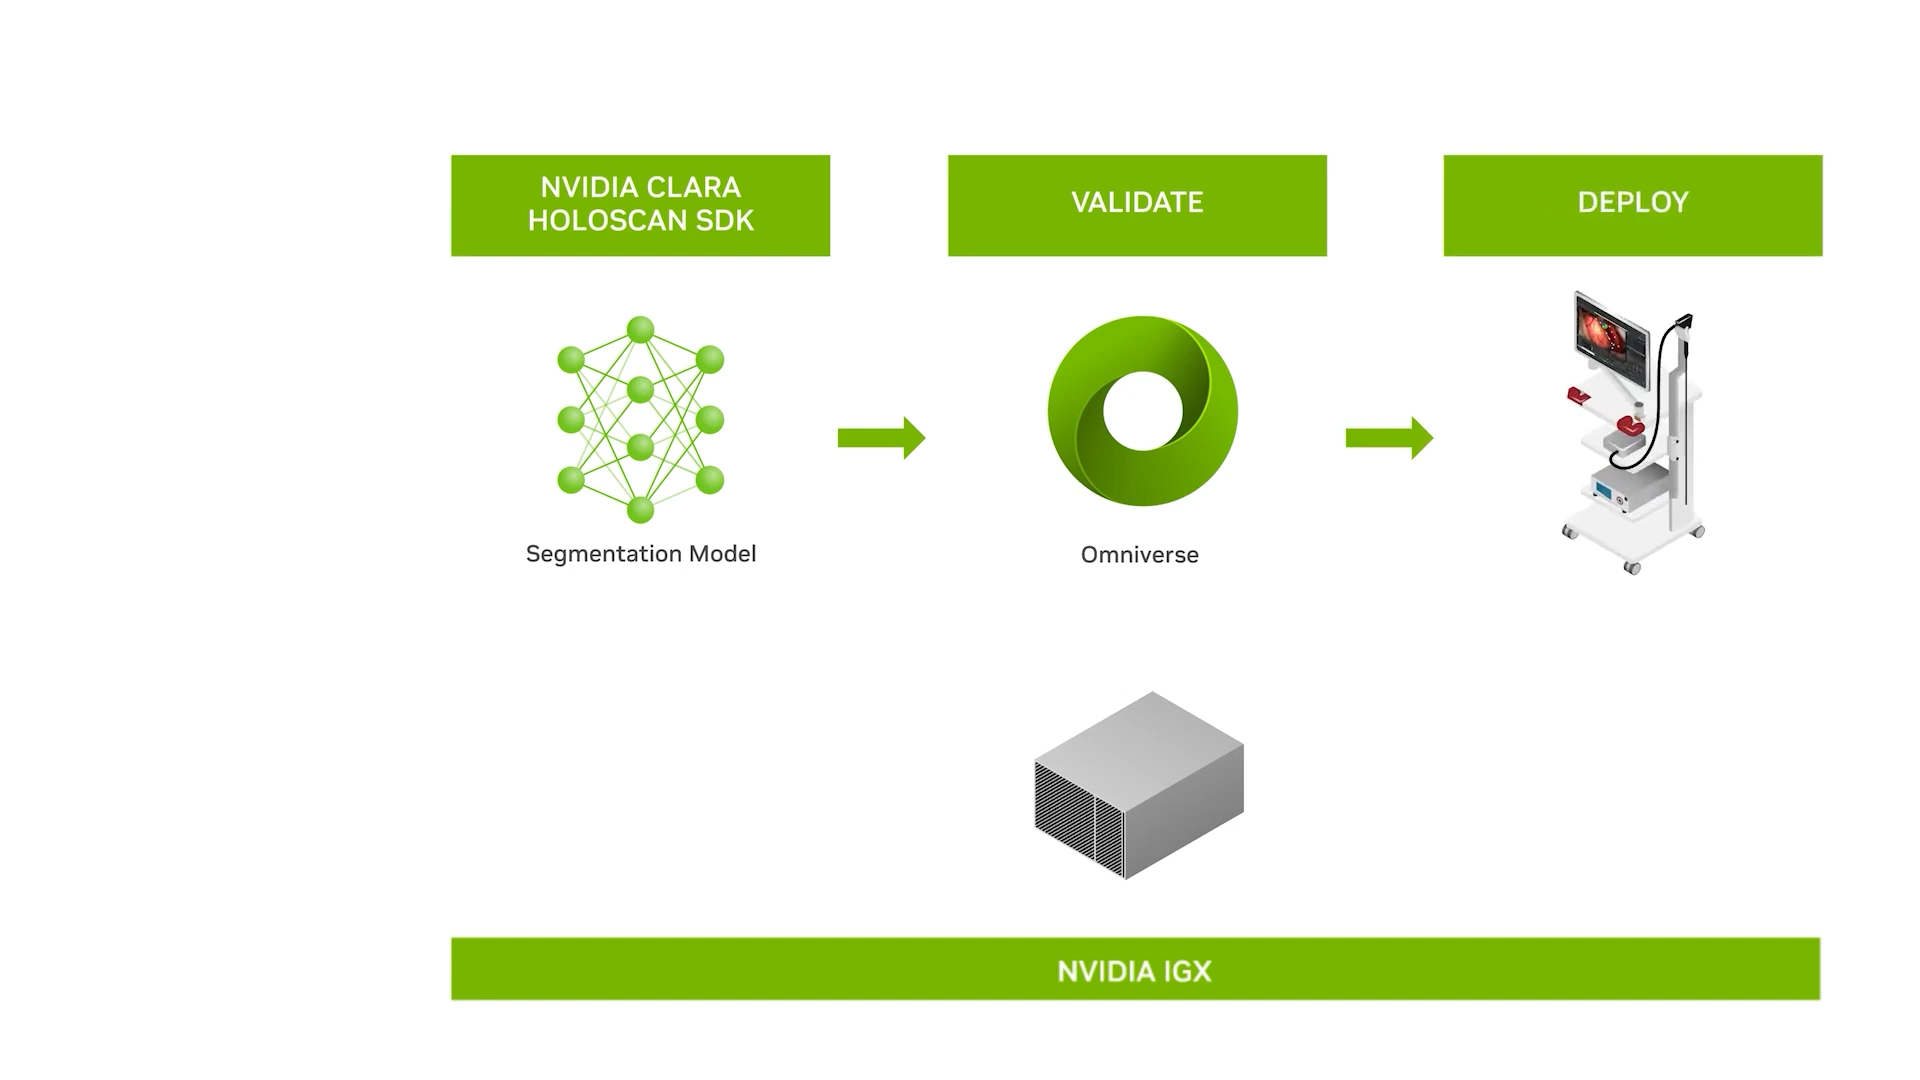 NVIDIA CLARA
HOLOSCAN SDK
VALIDATE
DEPLOY
Segmentation Model
Omniverse
NVIDIA IGX